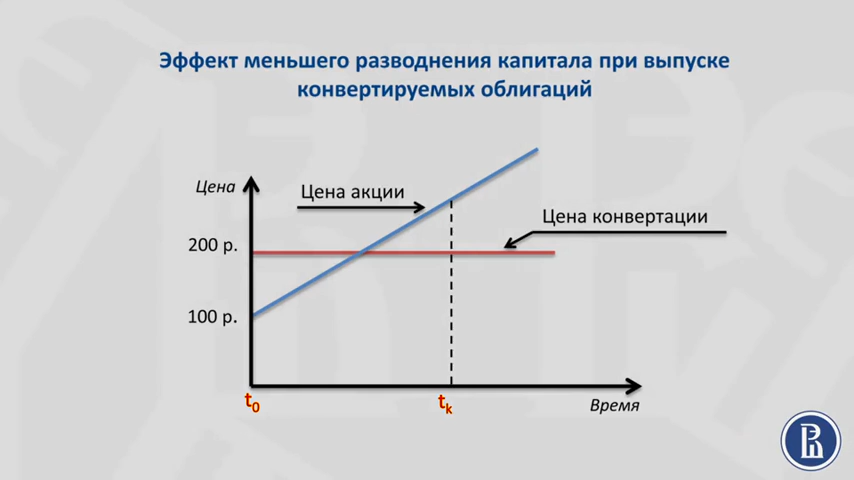 Эффект меньшего разводнения капитала при выпуске
конвертируемых облигаций
Цена
Цена акции
Цена конвертации
200 р.
100 р.
t0
tk
Время